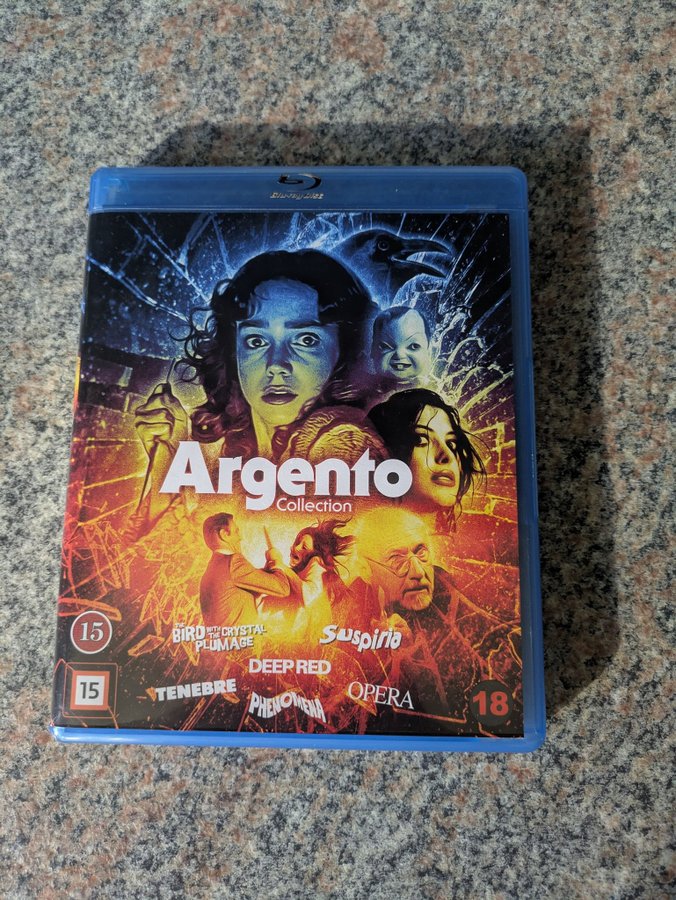 Blu-ray Disc
Argento
Collection
THE
BIRD WITH THE CRYSTAL
PLUMAGE
Suspiria
DEEP RED
TENEBRE
PHENOMENA
OPERA
15
15
18